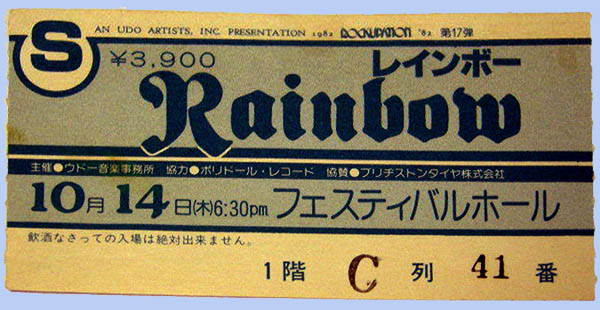 S
AN UDO ARTISTS, INC. PRESENTATION 1982 ROCKUPATION '82 第17弾
¥3,900
レインボー
Rainbow
主催●ウドー音楽事務所 協力●ポリドール・レコード 協賛●ブリヂストンタイヤ株式会社
10月14日(木)6:30pm フェスティバルホール
飲酒なさっての入場は絶対出来ません。
1階 C 列 41 番